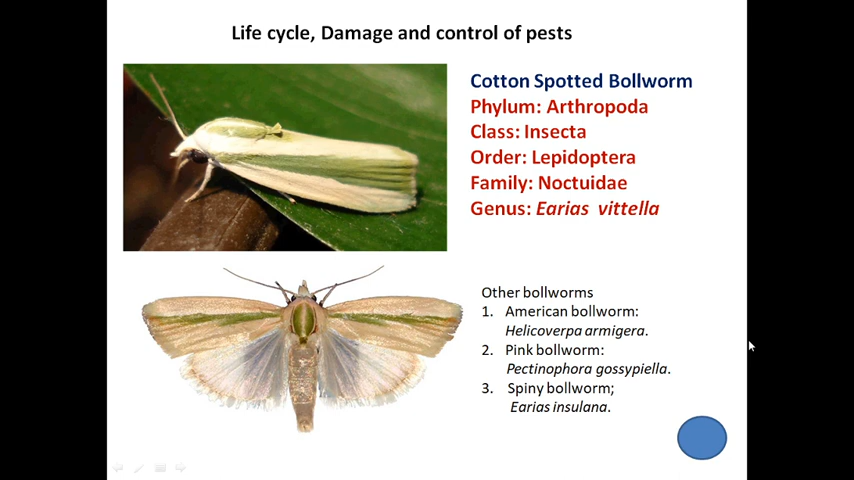 Life cycle, Damage and control of pests
Cotton Spotted Bollworm
Phylum: Arthropoda
Class: Insecta
Order: Lepidoptera
Family: Noctuidae
Genus: Earias vittella
Other bollworms
1. American bollworm:
Helicoverpa armigera.
2. Pink bollworm:
Pectinophora gossypiella.
3. Spiny bollworm;
Earias insulana.